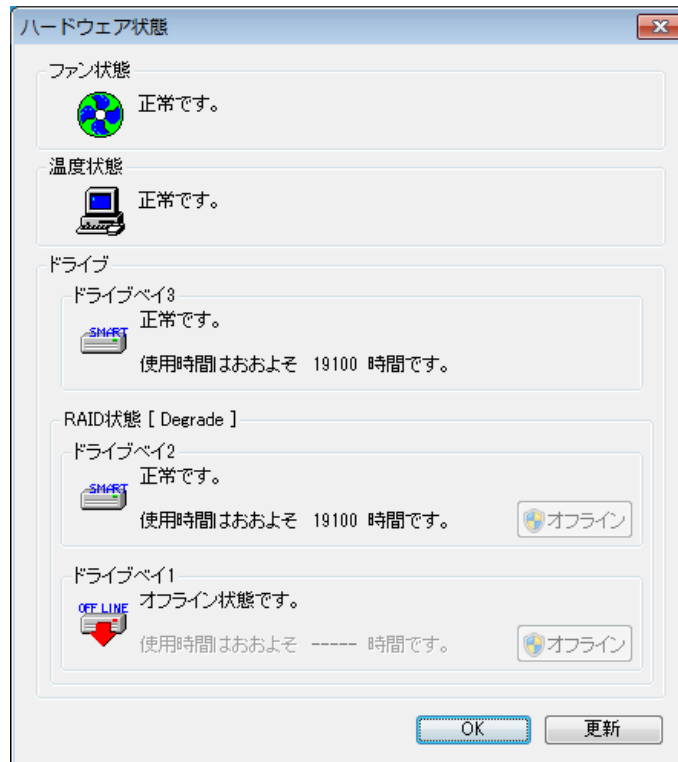 ハードウェア状態
ファン状態
正常です。
温度状態
正常です。
ドライブ
ドライブベイ3
SMART
正常です。
使用時間はおおよそ 19100 時間です。
RAID状態 [ Degrade ]
ドライブベイ2
SMART
正常です。
使用時間はおおよそ 19100 時間です。
オフライン
ドライブベイ1
OFF LINE
オフライン状態です。
使用時間はおおよそ ----- 時間です。
オフライン
OK
更新